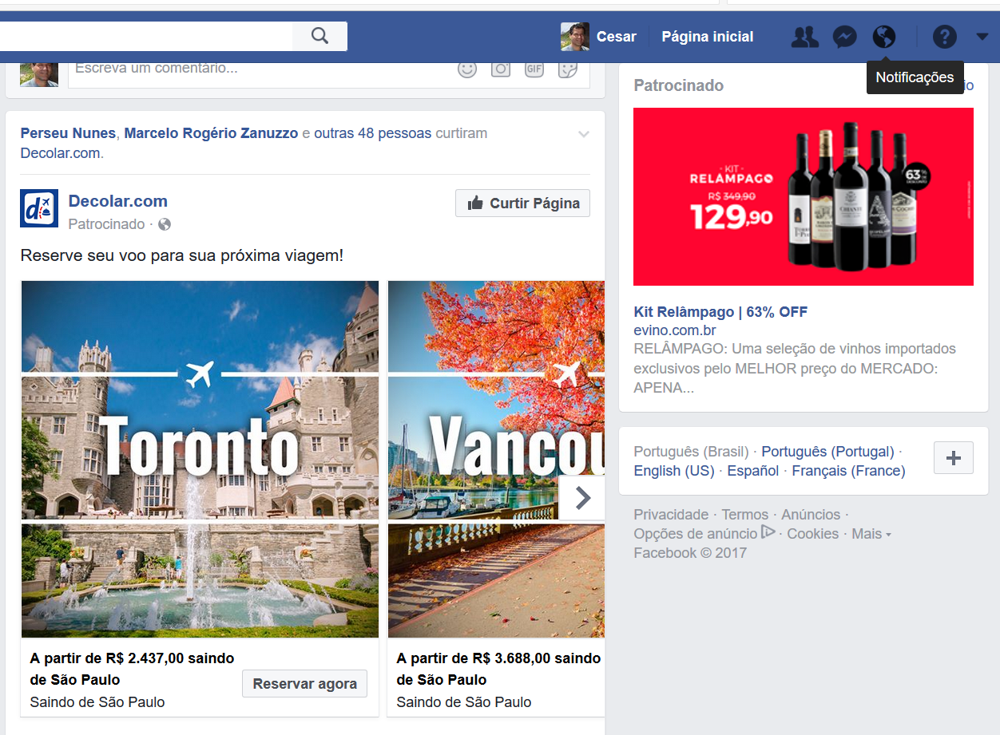 Cesar
Página inicial
Notificações
Escreva um comentário...
GIF
Perseu Nunes, Marcelo Rogério Zanuzzo e outras 48 pessoas curtiram
Decolar.com.
Decolar.com
Patrocinado ·
Curtir Página
Reserve seu voo para sua próxima viagem!
Toronto
Vancou
A partir de R$ 2.437,00 saindo
de São Paulo
Saindo de São Paulo
Reservar agora
A partir de R$ 3.688,00 saindo
de São Paulo
Saindo de São Paulo
Patrocinado
io
- KIT -
RELÂMPAGO
R$ 349,90
129,90
63%
CHIANTI
Kit Relâmpago | 63% OFF
evino.com.br
RELÂMPAGO: Uma seleção de vinhos importados
exclusivos pelo MELHOR preço do MERCADO:
APENA...
Português (Brasil) · Português (Portugal) ·
English (US) · Español · Français (France)
Privacidade · Termos · Anúncios ·
Opções de anúncio · Cookies · Mais
Facebook © 2017